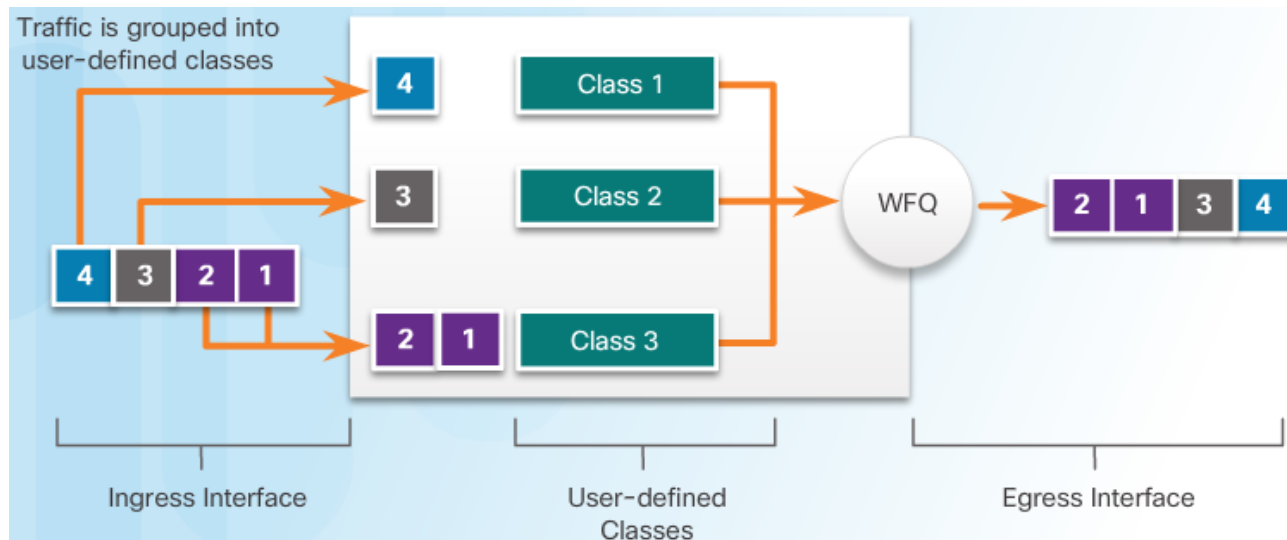 Traffic is grouped into
user-defined classes
4
Class 1
3
Class 2
WFQ
2 1 3 4
4 3 2 1
2 1
Class 3
Ingress Interface
User-defined
Classes
Egress Interface